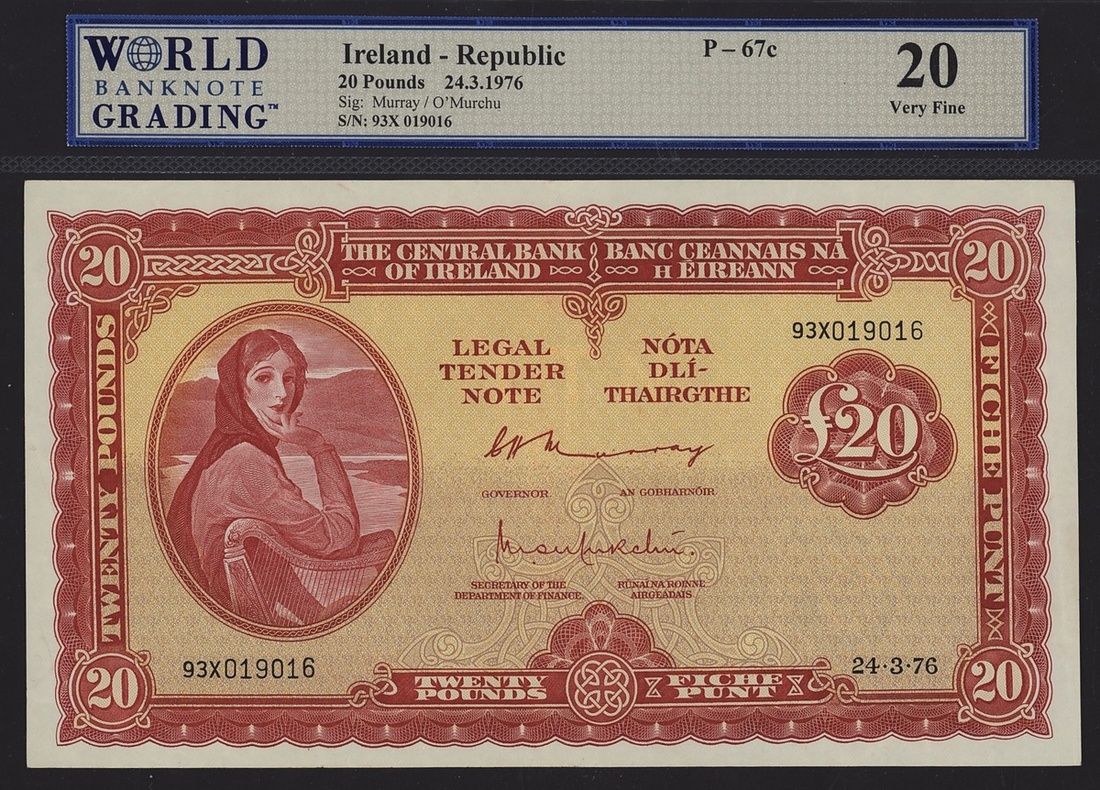 WORLD
BANKNOTE
GRADING™
Ireland - Republic
20 Pounds 24.3.1976
Sig: Murray / O'Murchu
S/N: 93X 019016
P – 67c
20
Very Fine
20
THE CENTRAL BANK
OF IRELAND
BANC CEANNAIS NA
H ÉIREANN
20
TWENTY POUNDS
LEGAL
TENDER
NOTE
NÓTA
DLÍ-
THAIRGTHE
93X019016
£20
FICHE PUNT
C H Murray
GOVERNOR
AN GOBHARNÓIR
SECRETARY OF THE
DEPARTMENT OF FINANCE
RÚNAÍ NA ROINNE
AIRGEADAIS
93X019016
24·3·76
20
TWENTY
POUNDS
FICHE
PUNT
20